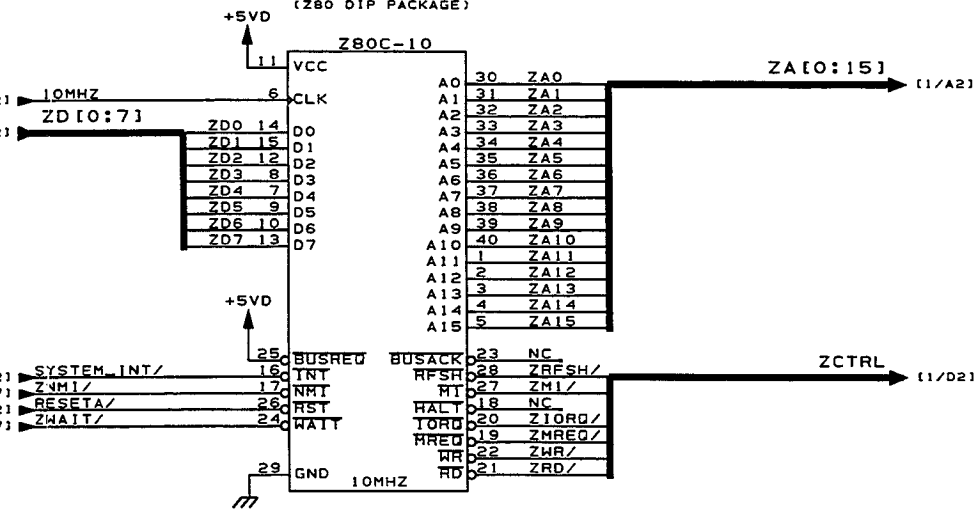 (Z80 DIP PACKAGE)
+5VD
Z80C-10
11 VCC
10MHZ 6 CLK
ZD[0:7]
ZD0 14 D0
ZD1 15 D1
ZD2 12 D2
ZD3 8 D3
ZD4 7 D4
ZD5 9 D5
ZD6 10 D6
ZD7 13 D7
+5VD
25 BUSREQ
SYSTEM_INT/ 16 INT
ZNMI/ 17 NMI
RESETA/ 26 RST
ZWAIT/ 24 WAIT
29 GND
10MHZ
A0 30 ZA0
A1 31 ZA1
A2 32 ZA2
A3 33 ZA3
A4 34 ZA4
A5 35 ZA5
A6 36 ZA6
A7 37 ZA7
A8 38 ZA8
A9 39 ZA9
A10 40 ZA10
A11 1 ZA11
A12 2 ZA12
A13 3 ZA13
A14 4 ZA14
A15 5 ZA15
ZA[0:15] [1/A2]
BUSACK 23 NC
RFSH 28 ZRFSH/
M1 27 ZM1/
HALT 18 NC
IORQ 20 ZIORQ/
MREQ 19 ZMREQ/
WR 22 ZWR/
RD 21 ZRD/
ZCTRL [1/D2]